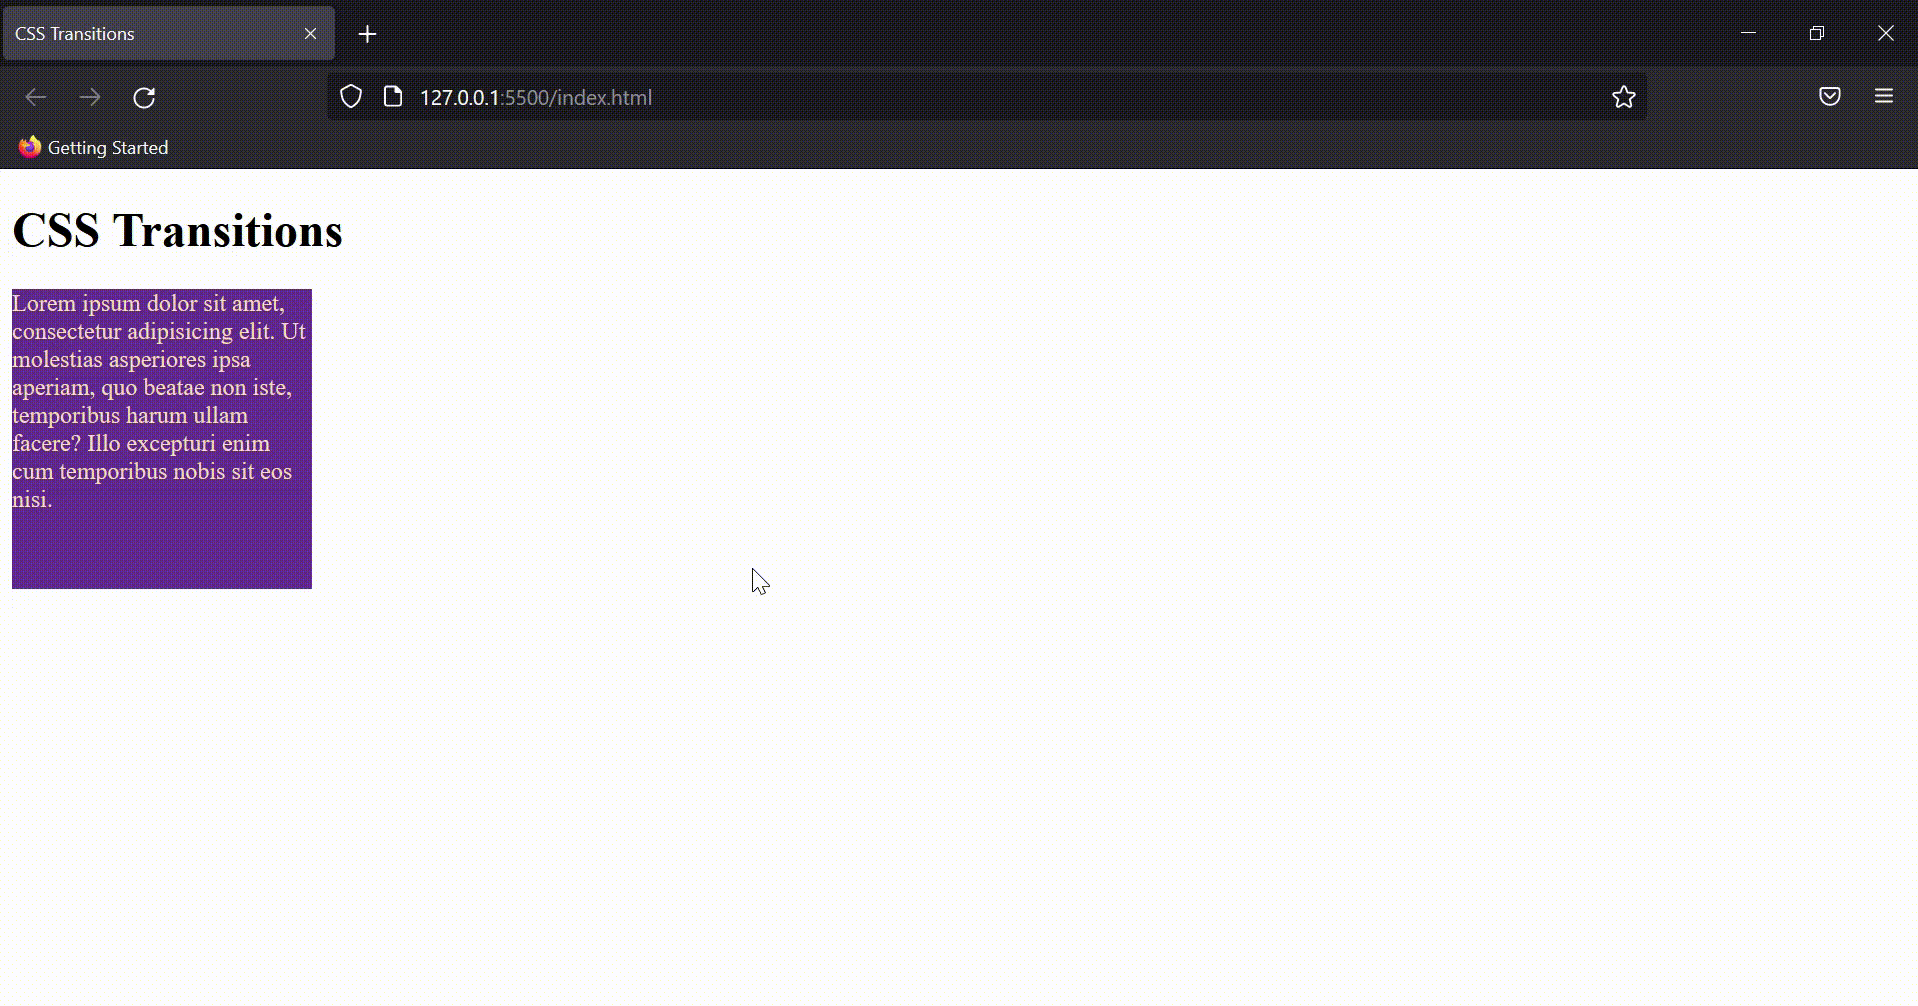 CSS Transitions
127.0.0.1:5500/index.html
Getting Started
CSS Transitions
Lorem ipsum dolor sit amet,
consectetur adipisicing elit. Ut
molestias asperiores ipsa
aperiam, quo beatae non iste,
temporibus harum ullam
facere? Illo excepturi enim
cum temporibus nobis sit eos
nisi.